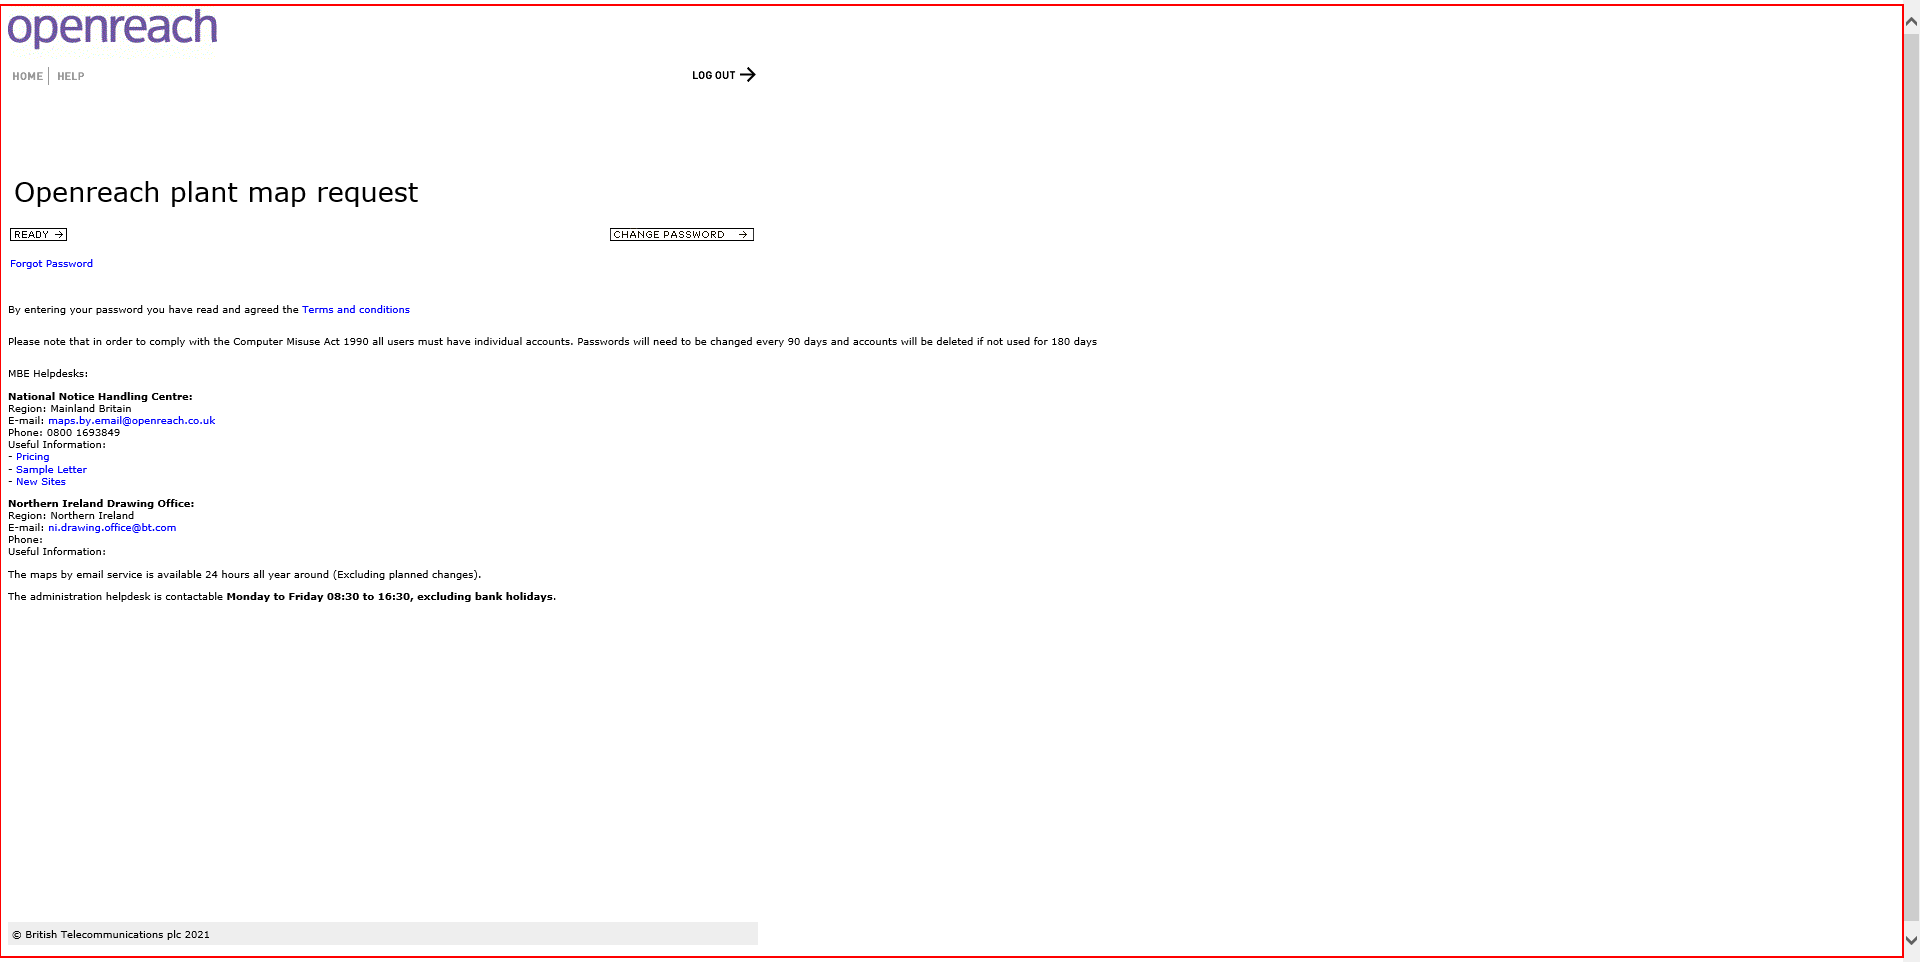 openreach
HOME HELP LOG OUT
Openreach plant map request
READY CHANGE PASSWORD
Forgot Password
By entering your password you have read and agreed the Terms and conditions
Please note that in order to comply with the Computer Misuse Act 1990 all users must have individual accounts. Passwords will need to be changed every 90 days and accounts will be deleted if not used for 180 days
MBE Helpdesks:
National Notice Handling Centre:
Region: Mainland Britain
E-mail: maps.by.email@openreach.co.uk
Phone: 0800 1693849
Useful Information:
- Pricing
- Sample Letter
- New Sites
Northern Ireland Drawing Office:
Region: Northern Ireland
E-mail: ni.drawing.office@bt.com
Phone:
Useful Information:
The maps by email service is available 24 hours all year around (Excluding planned changes).
The administration helpdesk is contactable Monday to Friday 08:30 to 16:30, excluding bank holidays.
© British Telecommunications plc 2021